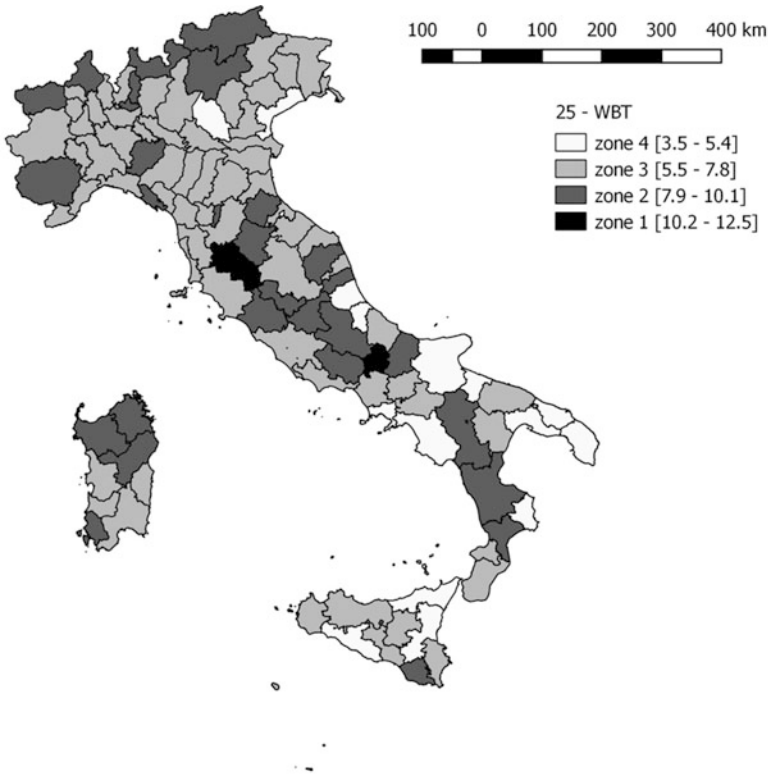 100 0 100 200 300 400 km
25 - WBT
zone 4 [3.5 - 5.4]
zone 3 [5.5 - 7.8]
zone 2 [7.9 - 10.1]
zone 1 [10.2 - 12.5]